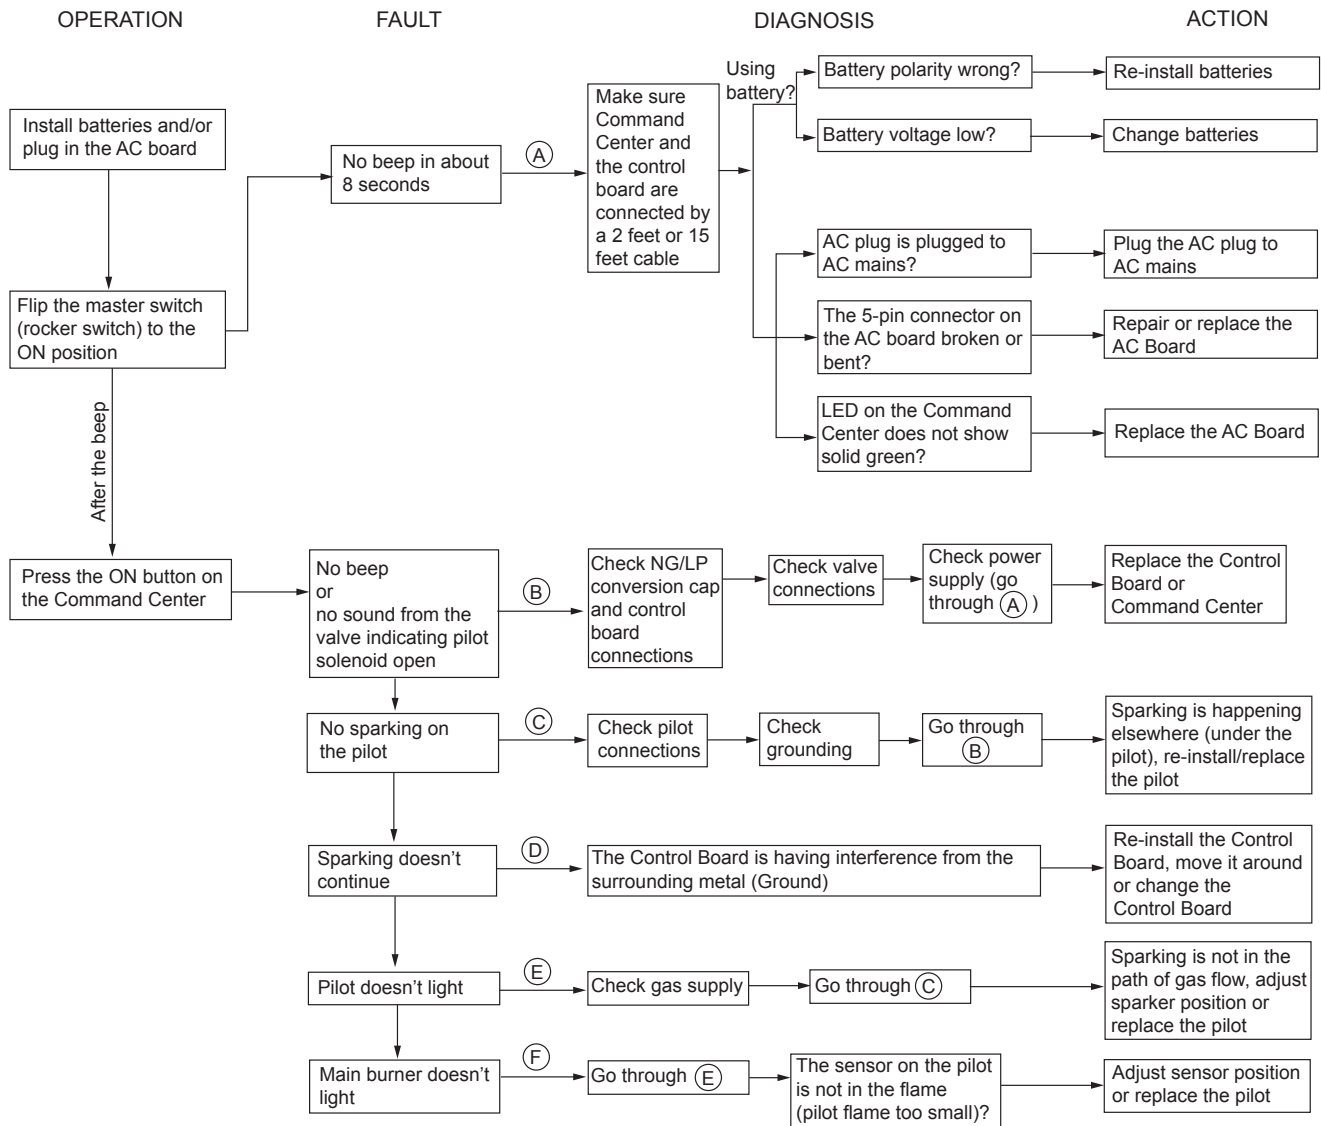 OPERATION
FAULT
DIAGNOSIS
ACTION
Install batteries and/or
plug in the AC board
Flip the master switch
(rocker switch) to the
ON position
After the beep
Press the ON button on
the Command Center
No beep in about
8 seconds
A
Make sure
Command
Center and
the control
board are
connected by
a 2 feet or 15
feet cable
Using
battery?
Battery polarity wrong?
Re-install batteries
Battery voltage low?
Change batteries
AC plug is plugged to
AC mains?
Plug the AC plug to
AC mains
The 5-pin connector on
the AC board broken or
bent?
Repair or replace the
AC Board
LED on the Command
Center does not show
solid green?
Replace the AC Board
No beep
or
no sound from the
valve indicating pilot
solenoid open
B
Check NG/LP
conversion cap
and control
board
connections
Check valve
connections
Check power
supply (go
through A )
Replace the Control
Board or
Command Center
No sparking on
the pilot
C
Check pilot
connections
Check
grounding
Go through
B
Sparking is happening
elsewhere (under the
pilot), re-install/replace
the pilot
Sparking doesn't
continue
D
The Control Board is having interference from the
surrounding metal (Ground)
Re-install the Control
Board, move it around
or change the
Control Board
Pilot doesn't light
E
Check gas supply
Go through C
Sparking is not in the
path of gas flow, adjust
sparker position or
replace the pilot
Main burner doesn't
light
F
Go through E
The sensor on the pilot
is not in the flame
(pilot flame too small)?
Adjust sensor position
or replace the pilot